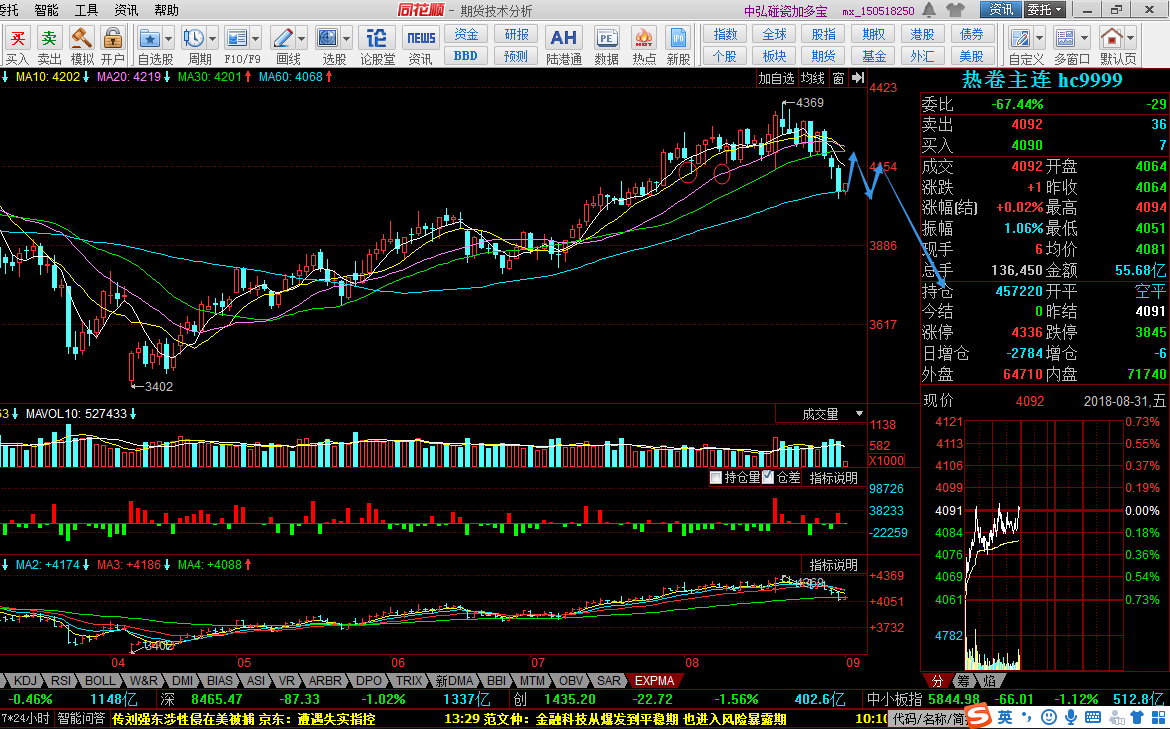 委托 智能 工具 资讯 帮助 同花顺 - 期货技术分析 中弘碰瓷加多宝 mx_150518250 资讯 委托
买 卖 论 NEWS 资金 研报 AH PE HOT IPO 指数 全球 股指 期权 港股 债券
买入 卖出 模拟 开户 自选股 周期 F10/F9 画线 选股 论股堂 资讯 BBD 预测 陆港通 数据 热点 新股 个股 板块 期货 基金 外汇 美股 自定义 多窗口 默认页
MA10: 4202 MA20: 4219 MA30: 4201 MA60: 4068 加自选 均线 窗
热卷主连 hc9999
4423
4369
4154
3886
3617
3402
委比 -67.44% -29
卖出 4092 36
买入 4090 7
成交 4092 开盘 4064
涨跌 +1 昨收 4064
涨幅(结) +0.02% 最高 4094
振幅 1.06% 最低 4051
现手 6 均价 4081
总手 136,450 金额 55.68亿
持仓 457220 开平 空平
今结 0 昨结 4091
涨停 4336 跌停 3845
日增仓 -2784 增仓 -6
外盘 64710 内盘 71740
现价 4092 2018-08-31,五
63 MAVOL10: 527433 成交量
1138
582
X1000
持仓量 仓差 指标说明
98726
38233
-22259
MA2: +4174 MA3: +4186 MA4: +4088 指标说明
4369
+4369
+4051
+3732
3402
04 05 06 07 08 09
4121 0.73%
4113 0.55%
4106 0.37%
4099 0.19%
4091 0.00%
4084 0.18%
4076 0.36%
4069 0.54%
4061 0.73%
4782
KDJ RSI BOLL W&R DMI BIAS ASI VR ARBR DPO TRIX 新DMA BBI MTM OBV SAR EXPMA 分 筹 焰
-0.46% 1148亿 深 8465.47 -87.33 -1.02% 1337亿 创 1435.20 -22.72 -1.56% 402.6亿 中小板指 5844.98 -66.01 -1.12% 512.8亿
7*24小时 智能问答 传刘强东涉性侵在美被捕 京东：遭遇失实指控 13:29 范文仲：金融科技从爆发到平稳期 也进入风险暴露期 10:10 代码/名称/简 英